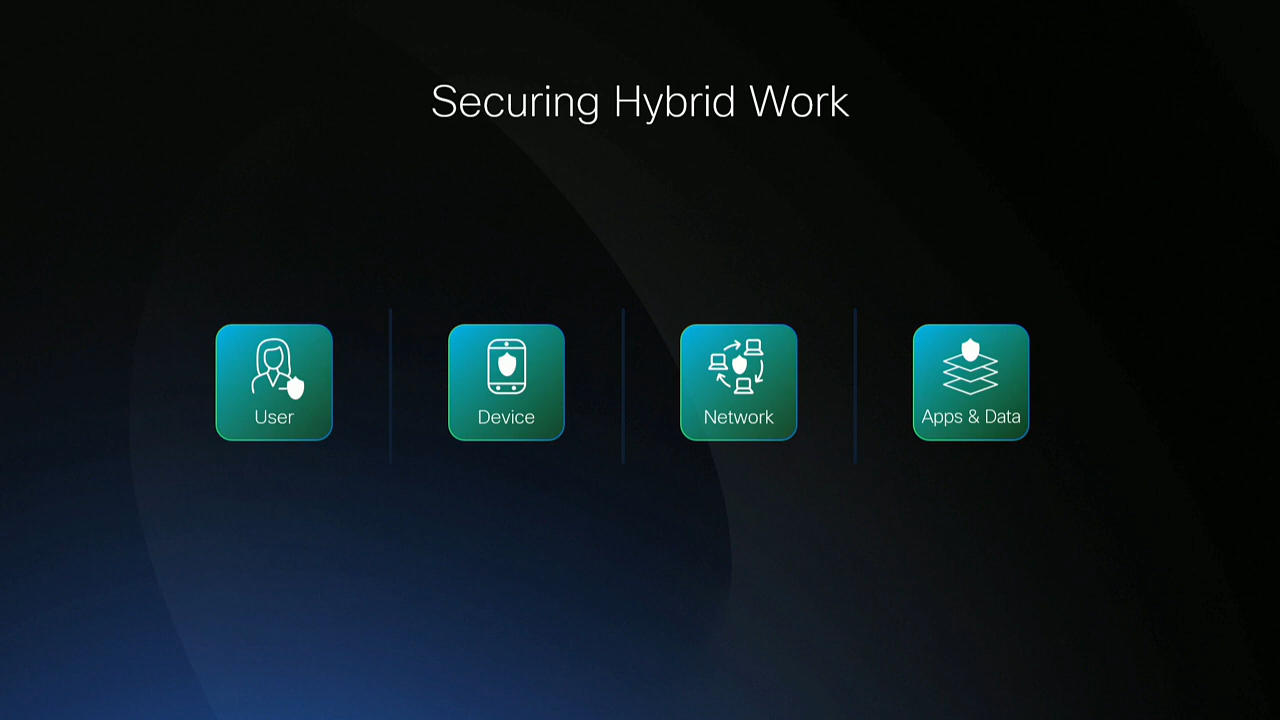 Securing Hybrid Work
User
Device
Network
Apps & Data